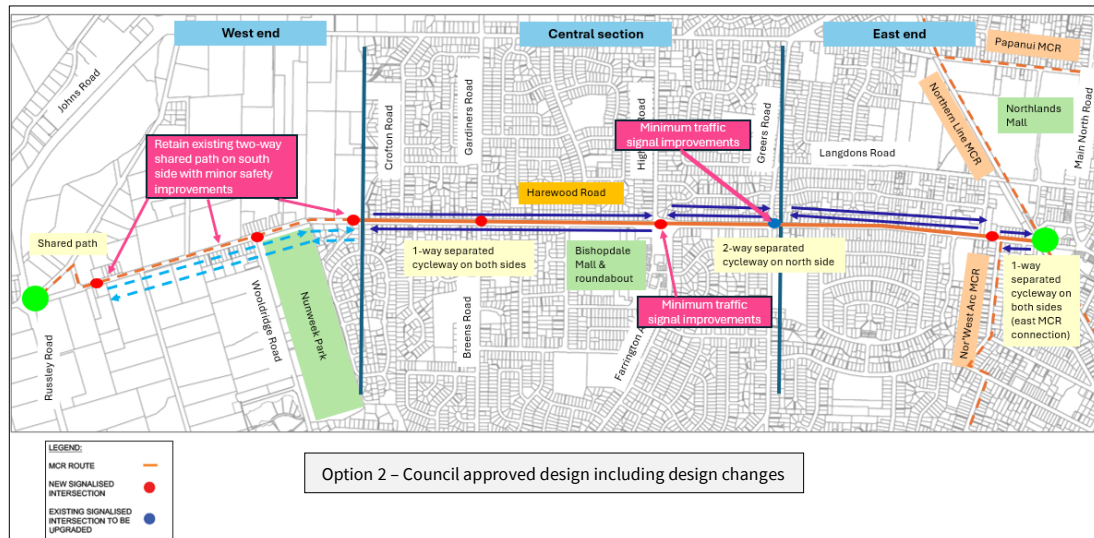 West end
Central section
East end
Papanui MCR
Johns Road
Northern Line MCR
Northlands
Mall
Main North Road
Retain existing two-way
shared path on south
side with minor safety
improvements
Crofton Road
Gardiners Road
High
Road
Minimum traffic
signal improvements
Greers Road
Langdons Road
Harewood Road
Shared path
1-way separated
cycleway on both sides
Bishopdale
Mall &
roundabout
2-way separated
cycleway on north side
1-way
separated
cycleway on
both sides
(east MCR
connection)
Russley Road
Wooldridge Road
Nunweek Park
Breens Road
Farrington A
Minimum traffic
signal improvements
Nor'West Arc MCR
LEGEND:
MCR ROUTE
NEW SIGNALISED
INTERSECTION
EXISTING SIGNALISED
INTERSECTION TO BE
UPGRADED
Option 2 – Council approved design including design changes